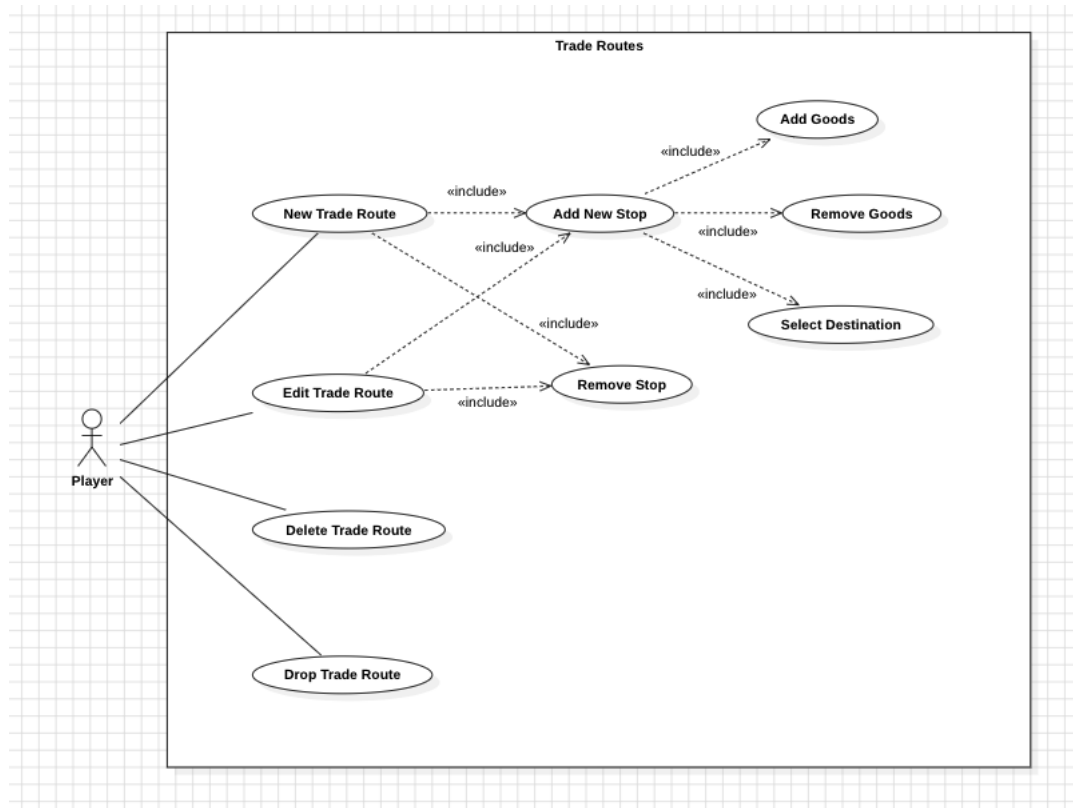 Trade Routes
Add Goods
«include»
«include»
New Trade Route
Add New Stop
Remove Goods
«include»
«include»
«include»
«include»
Select Destination
Remove Stop
Edit Trade Route
«include»
Player
Delete Trade Route
Drop Trade Route